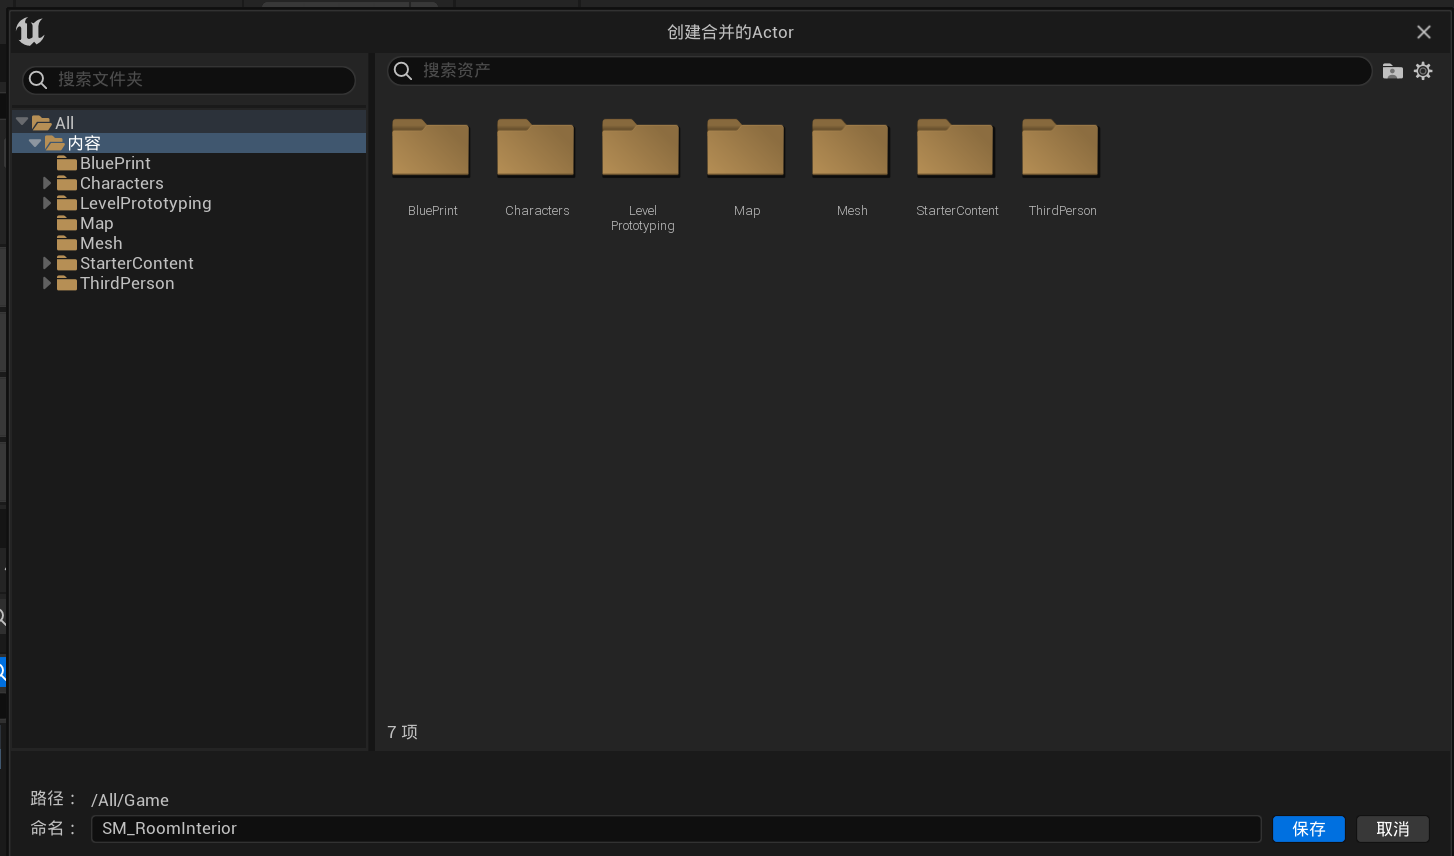 创建合并的Actor
搜索文件夹
搜索资产
All
内容
BluePrint
Characters
LevelPrototyping
Map
Mesh
StarterContent
ThirdPerson
BluePrint
Characters
Level
Prototyping
Map
Mesh
StarterContent
ThirdPerson
7 项
路径： /All/Game
命名： SM_RoomInterior
保存
取消